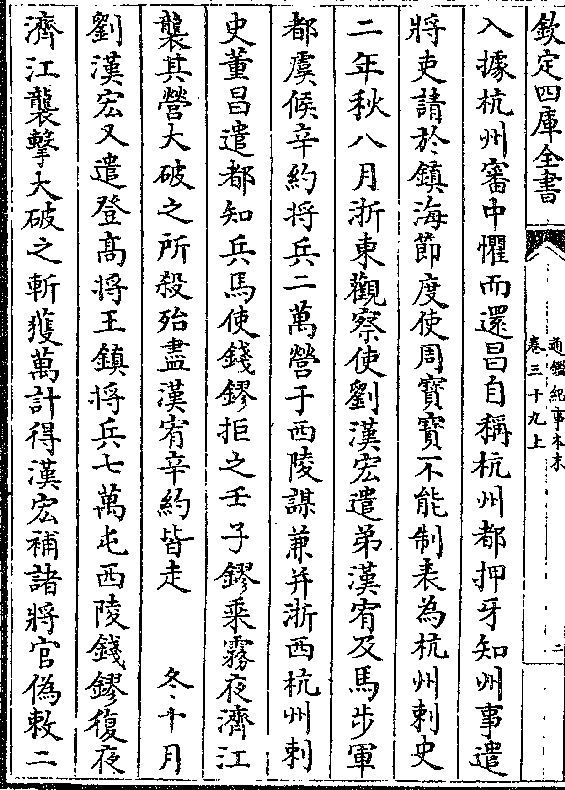 欽定四庫全書
通鑑紀事本末
卷三十九上
二
入據杭州審中懼而還昌自稱杭州都押牙知州事遣
將吏請於鎮海節度使周寶寶不能制表為杭州刺史
二年秋八月浙東觀察使劉漢宏遣弟漢宥及馬步軍
都虞候辛約將兵二萬營于西陵謀兼并浙西杭州刺
史董昌遣都知兵馬使錢鏐拒之壬子鏐乘霧夜濟江
襲其營大破之所殺殆盡漢宥辛約皆走　冬十月
劉漢宏又遣登高將王鎮將兵七萬屯西陵錢鏐復夜
濟江襲擊大破之斬獲萬計得漢宏補諸將官偽敕二